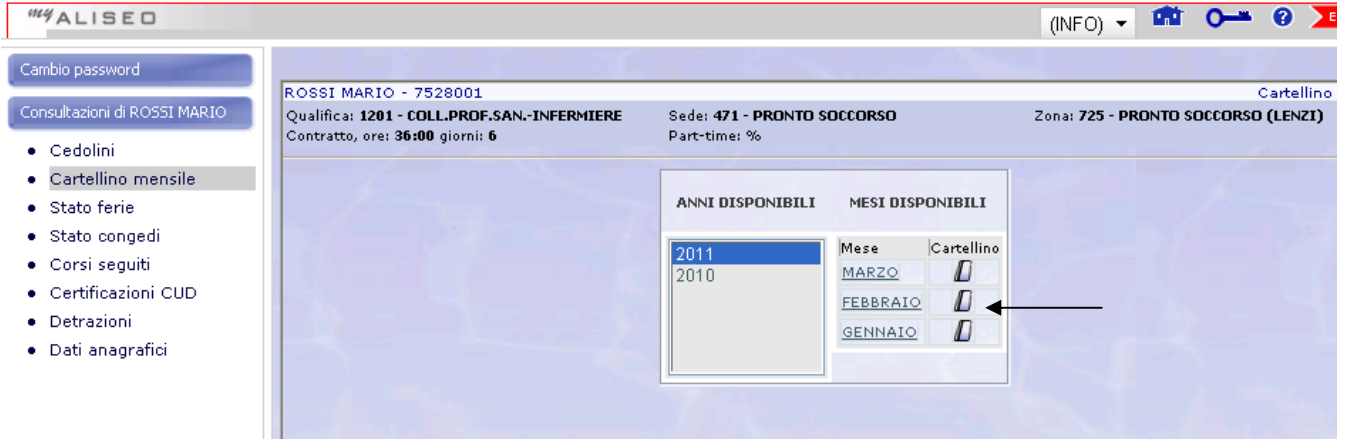 myALISEO
(INFO)
E
Cambio password
Consultazioni di ROSSI MARIO
Cedolini
Cartellino mensile
Stato ferie
Stato congedi
Corsi seguiti
Certificazioni CUD
Detrazioni
Dati anagrafici
ROSSI MARIO - 7528001 Cartellino
Qualifica: 1201 - COLL.PROF.SAN.-INFERMIERE Sede: 471 - PRONTO SOCCORSO Zona: 725 - PRONTO SOCCORSO (LENZI)
Contratto, ore: 36:00 giorni: 6 Part-time: %
ANNI DISPONIBILI MESI DISPONIBILI
2011
2010
Mese Cartellino
MARZO
FEBBRAIO
GENNAIO